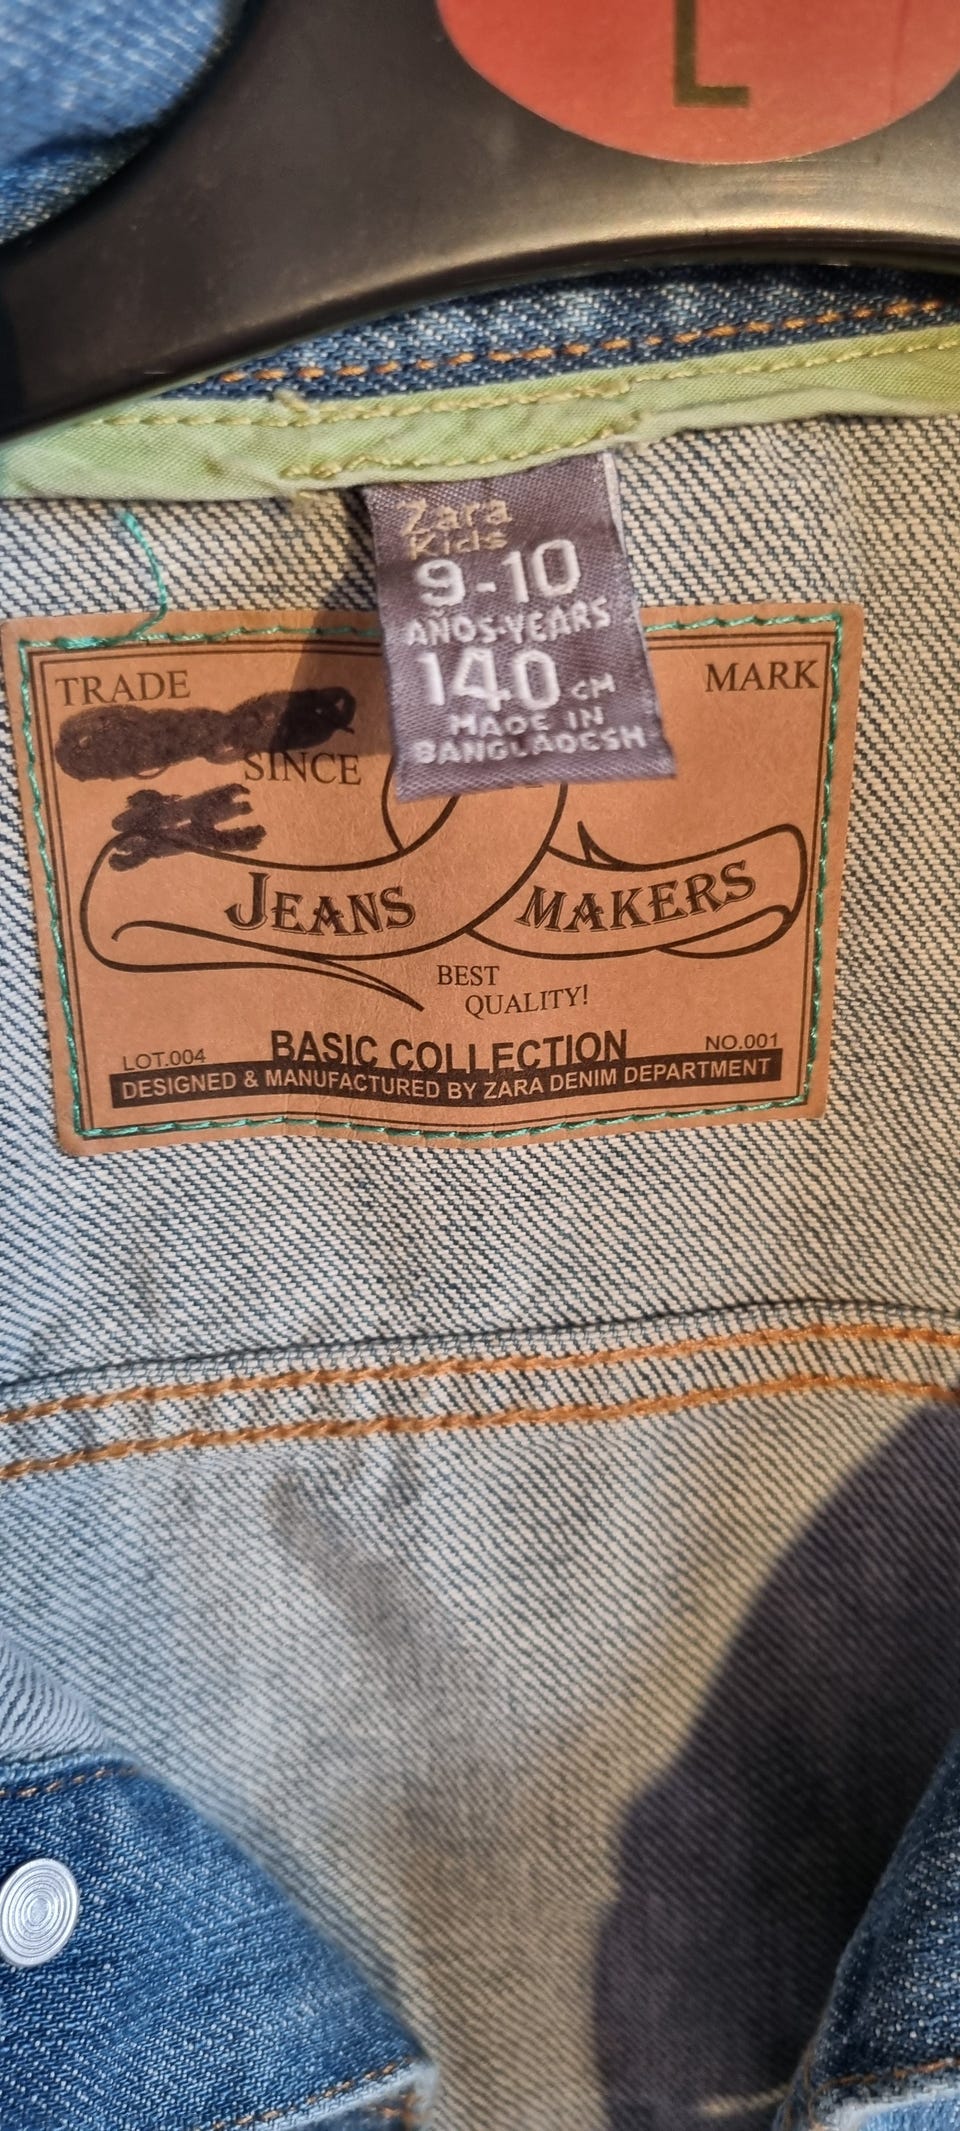 L
Zara
Kids
9-10
AÑOS-YEARS
140 CM
MADE IN
BANGLADESH
TRADE MARK
SINCE
JEANS MAKERS
BEST
QUALITY!
LOT.004 BASIC COLLECTION NO.001
DESIGNED & MANUFACTURED BY ZARA DENIM DEPARTMENT